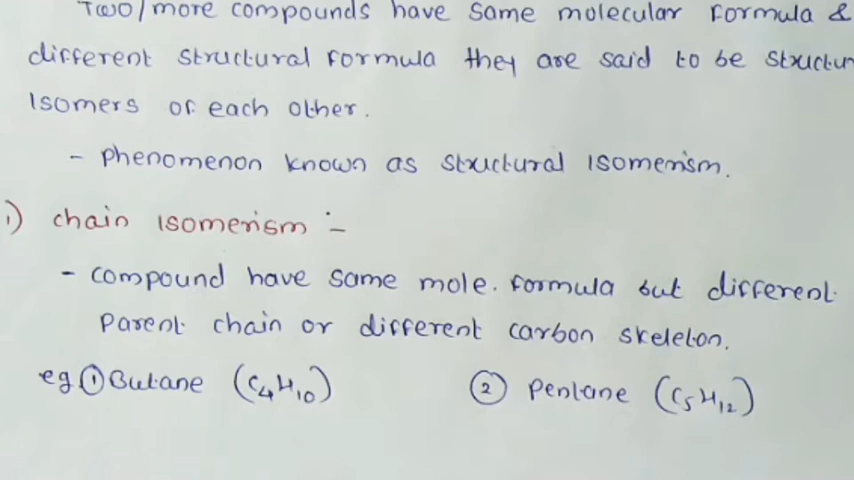 Two/more compounds have same molecular formula &
different structural formula they are said to be structu
Isomers of each other.
- phenomenon known as structural isomerism.
i) chain isomerism :-
- compound have same mole. formula but different
parent chain or different carbon skeleton.
eg ① Butane (C₄H₁₀) ② Pentane (C₅H₁₂)